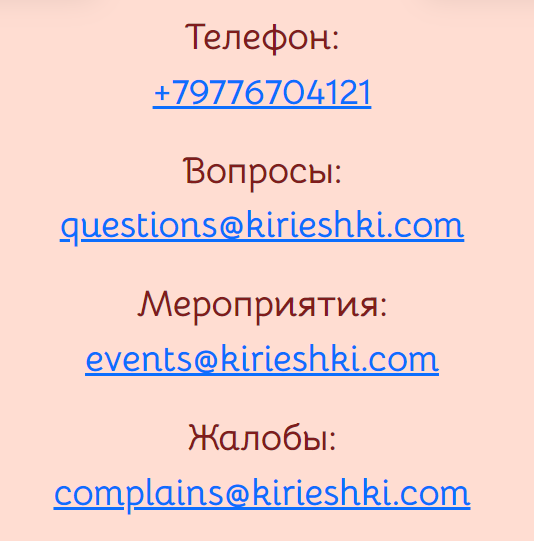 Телефон:
+79776704121
Вопросы:
questions@kirieshki.com
Мероприятия:
events@kirieshki.com
Жалобы:
complains@kirieshki.com